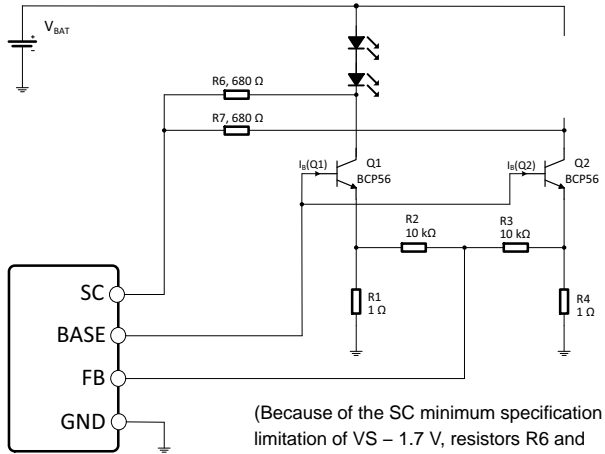 V_BAT
R6, 680 Ω
R7, 680 Ω
I_B(Q1)
Q1
BCP56
I_B(Q2)
Q2
BCP56
R2
10 kΩ
R3
10 kΩ
R1
1 Ω
R4
1 Ω
SC
BASE
FB
GND
(Because of the SC minimum specification
limitation of VS – 1.7 V, resistors R6 and